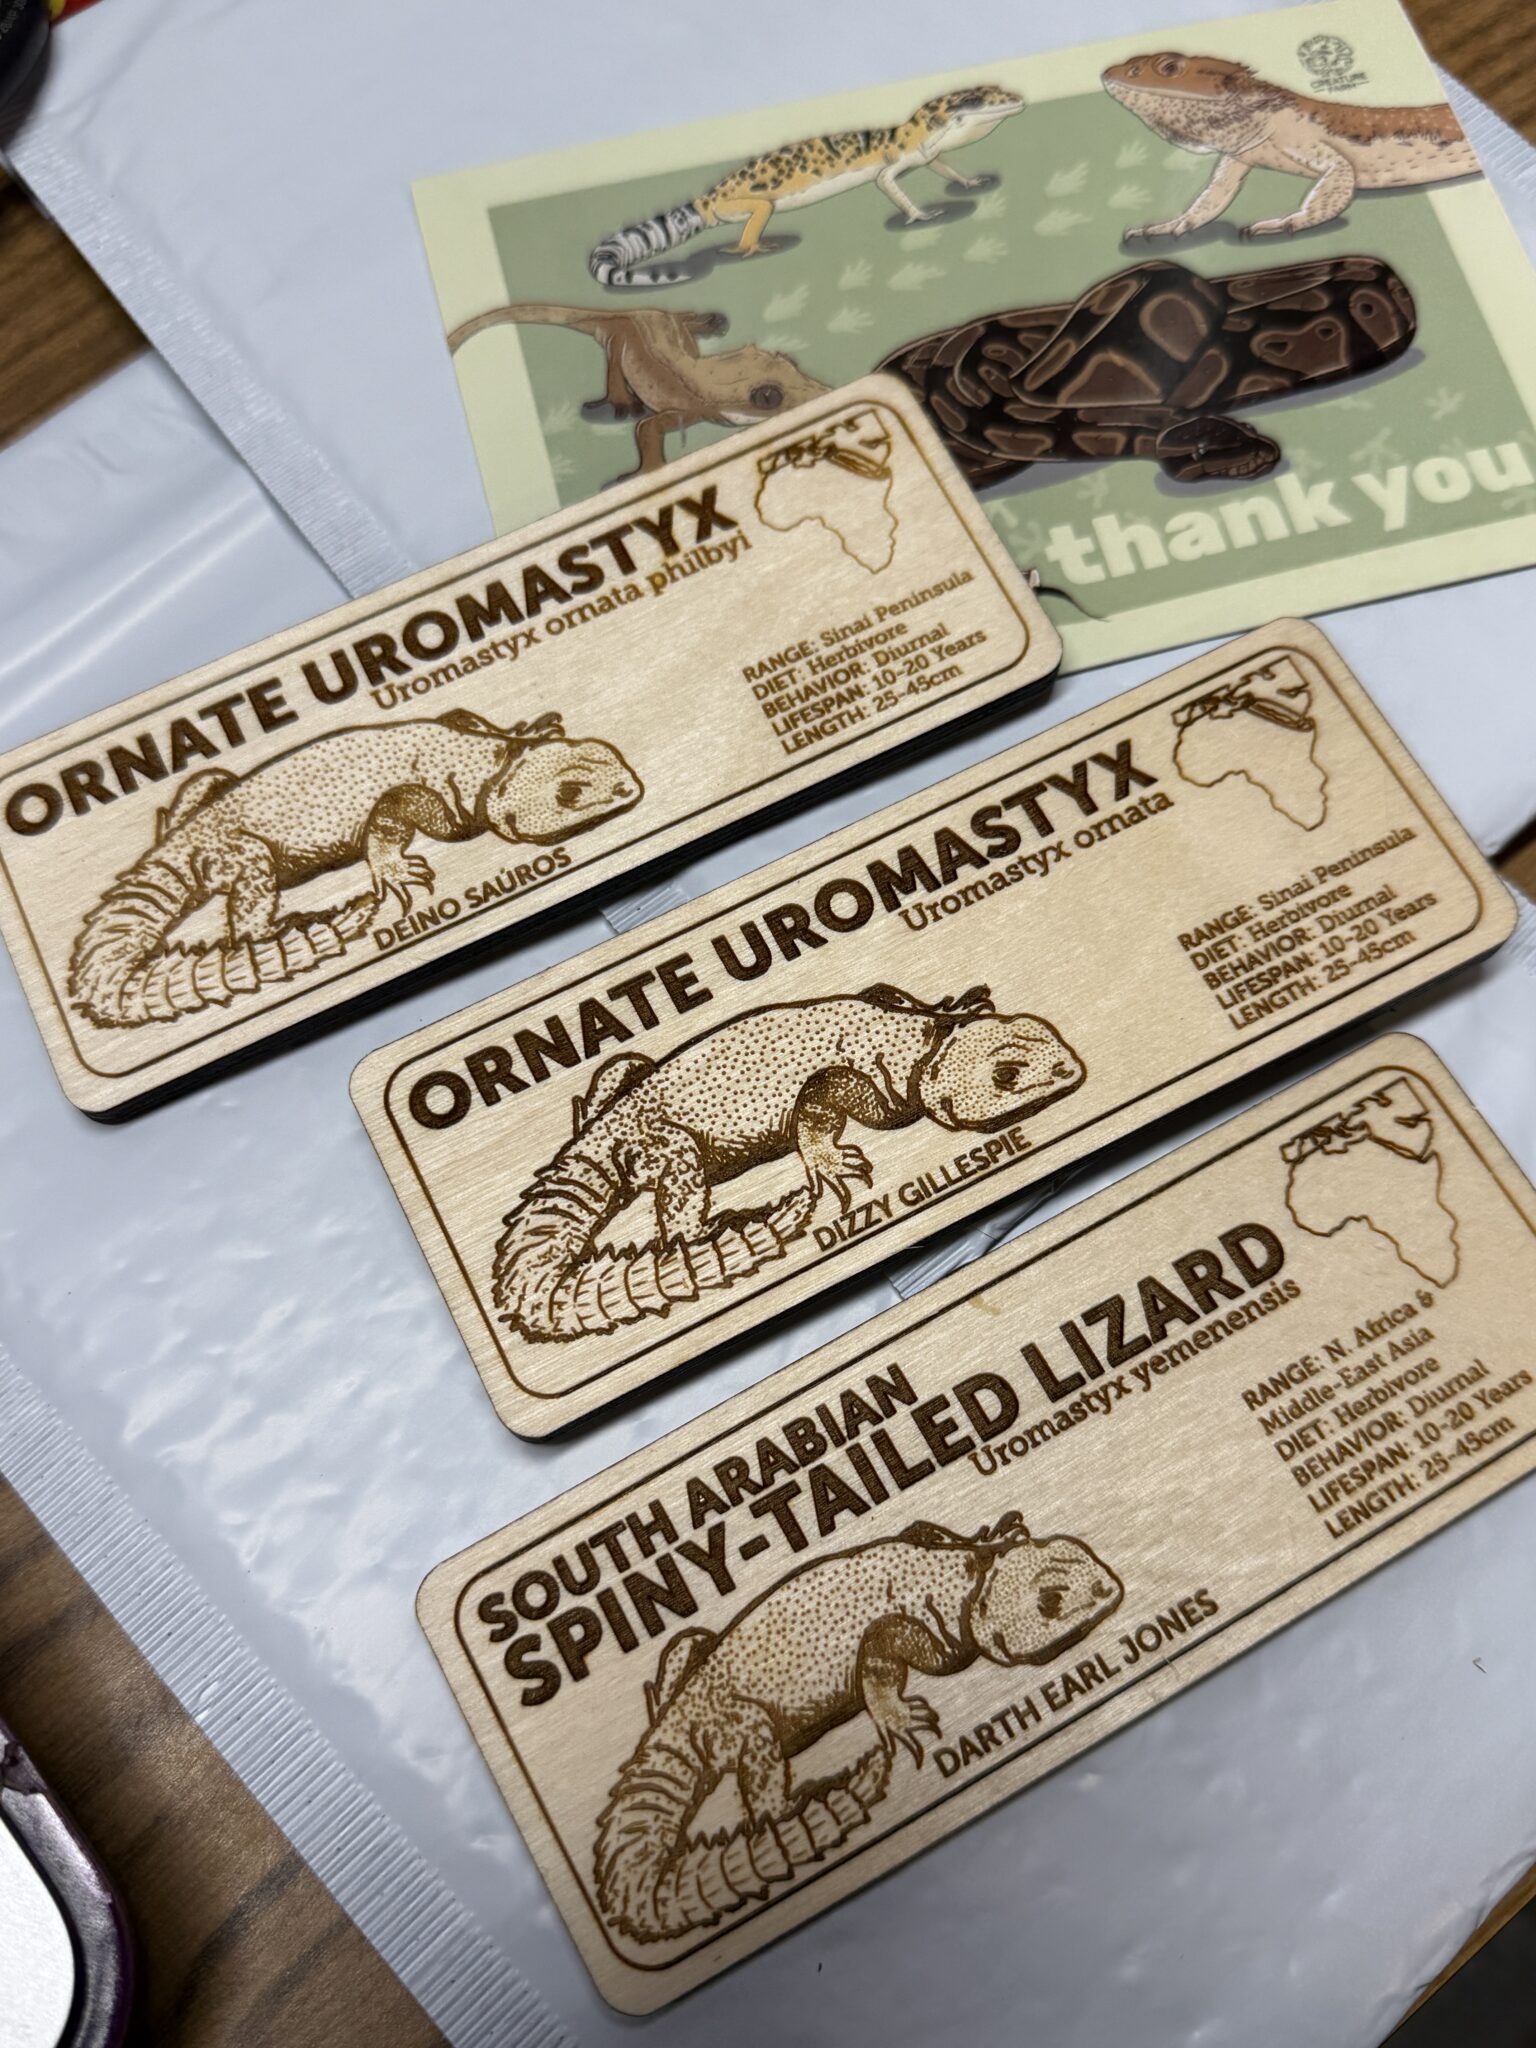 CREATURE
FARM
thank you
ORNATE UROMASTYX
Uromastyx ornata philbyi
RANGE: Sinai Peninsula
DIET: Herbivore
BEHAVIOR: Diurnal
LIFESPAN: 10-20 Years
LENGTH: 25-45cm
DEINO SAÚROS
ORNATE UROMASTYX
Uromastyx ornata
RANGE: Sinai Peninsula
DIET: Herbivore
BEHAVIOR: Diurnal
LIFESPAN: 10-20 Years
LENGTH: 25-45cm
DIZZY GILLESPIE
SOUTH ARABIAN
SPINY-TAILED LIZARD
Uromastyx yemenensis
RANGE: N. Africa &
Middle-East Asia
DIET: Herbivore
BEHAVIOR: Diurnal
LIFESPAN: 10-20 Years
LENGTH: 25-45cm
DARTH EARL JONES